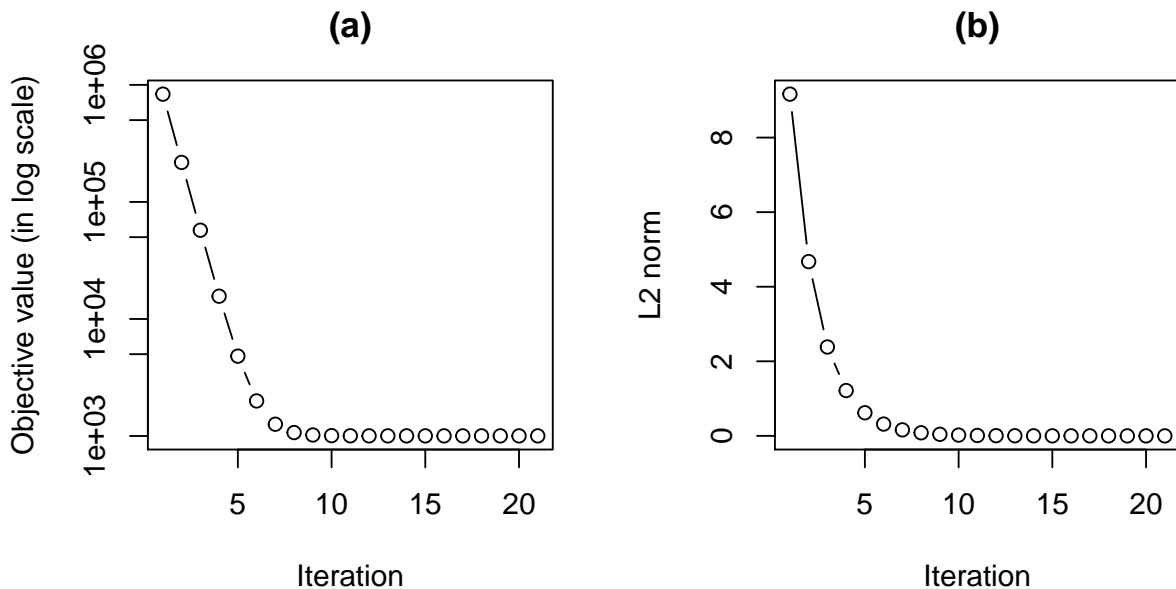 (a)
Objective value (in log scale)
1e+06
1e+05
1e+04
1e+03
5 10 15 20
Iteration
(b)
L2 norm
8
6
4
2
0
5 10 15 20
Iteration